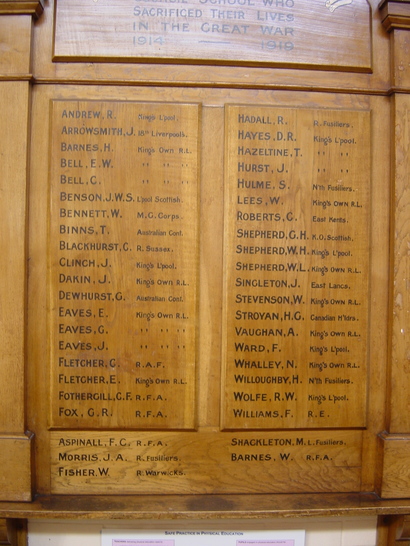 SCHOOL WHO
SACRIFICED THEIR LIVES
IN THE GREAT WAR
1914 1919
ANDREW, R. King's L'pool.
ARROWSMITH, J. 18th Liverpools.
BARNES, H. King's Own R.L.
BELL, E.W. " " "
BELL, C. " " "
BENSON, J.W.S. L'pool Scottish.
BENNETT, W. M.G. Corps.
BINNS, T. Australian Cont.
BLACKHURST, C. R. Sussex.
CLINCH, J. King's L'pool.
DAKIN, J. King's Own R.L.
DEWHURST, G. Australian Cont.
EAVES, E. King's Own R.L.
EAVES, G. " " "
EAVES, J. " " "
FLETCHER, C. R.A.F.
FLETCHER, E. King's Own R.L.
FOTHERGILL, G.F. R.F.A.
FOX, G.R. R.F.A.
HADALL, R. R. Fusiliers.
HAYES, D.R. King's L'pool.
HAZELTINE, T. " "
HURST, J. " "
HULME, S. N'th Fusiliers.
LEES, W. King's Own R.L.
ROBERTS, C. East Kents.
SHEPHERD, G.H. K.O. Scottish.
SHEPHERD, W.H. King's L'pool.
SHEPHERD, W.L. King's Own R.L.
SINGLETON, J. East Lancs.
STEVENSON, W. King's Own R.L.
STROYAN, H.G. Canadian H'ldrs.
VAUGHAN, A. King's Own R.L.
WARD, F. King's L'pool.
WHALLEY, N. King's Own R.L.
WILLOUGHBY, H. N'th Fusiliers.
WOLFE, R.W. King's L'pool.
WILLIAMS, F. R.E.
ASPINALL, F.C. R.F.A.
MORRIS, J.A. R. Fusiliers.
FISHER. W. R. Warwicks.
SHACKLETON. M. L. Fusiliers.
BARNES, W. R.F.A.
SAFE PRACTICE IN PHYSICAL EDUCATION